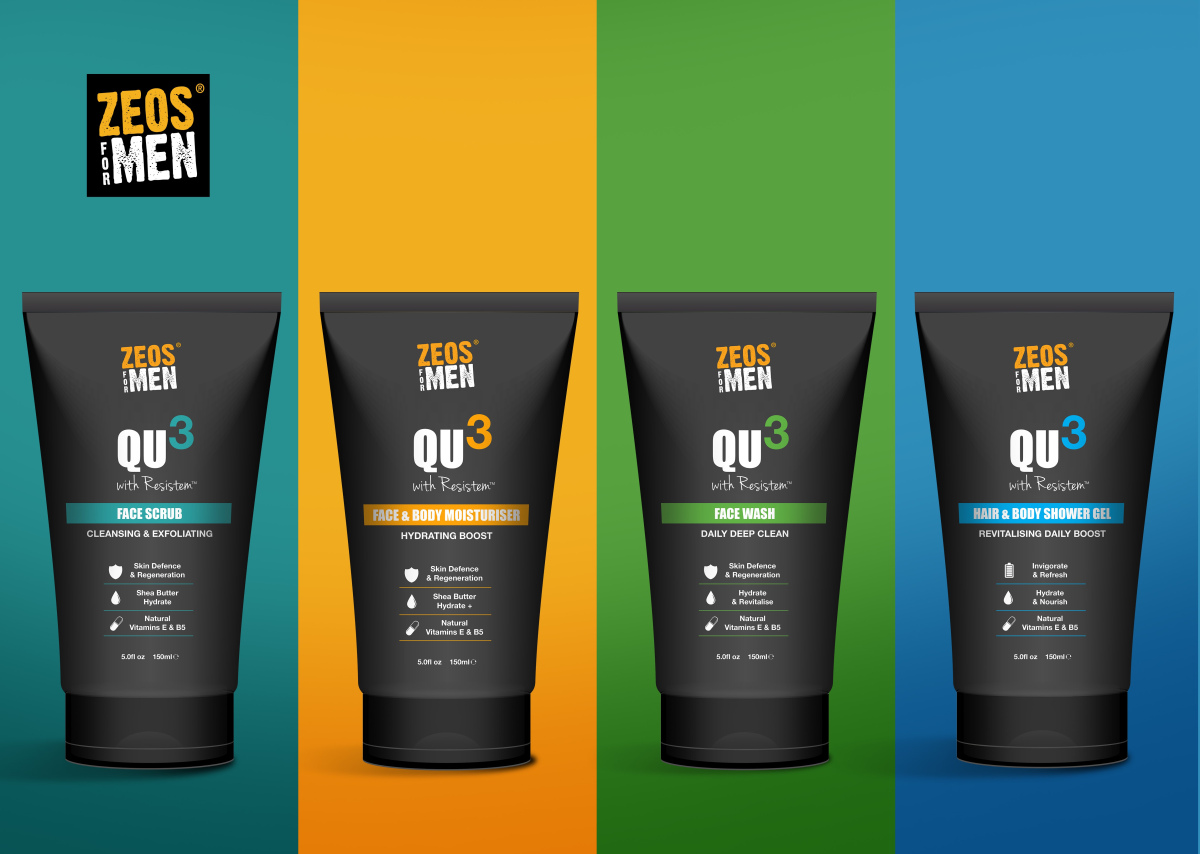 ZEOS®
FOR MEN
ZEOS®
FOR MEN
QU3
with Resistem™
FACE SCRUB
CLEANSING & EXFOLIATING
Skin Defence
& Regeneration
Shea Butter
Hydrate
Natural
Vitamins E & B5
5.0fl oz 150ml℮
ZEOS®
FOR MEN
QU3
with Resistem™
FACE & BODY MOISTURISER
HYDRATING BOOST
Skin Defence
& Regeneration
Shea Butter
Hydrate +
Natural
Vitamins E & B5
5.0fl oz 150ml℮
ZEOS®
FOR MEN
QU3
with Resistem™
FACE WASH
DAILY DEEP CLEAN
Skin Defence
& Regeneration
Hydrate
& Revitalise
Natural
Vitamins E & B5
5.0fl oz 150ml℮
ZEOS®
FOR MEN
QU3
with Resistem™
HAIR & BODY SHOWER GEL
REVITALISING DAILY BOOST
Invigorate
& Refresh
Hydrate
& Nourish
Natural
Vitamins E & B5
5.0fl oz 150ml℮